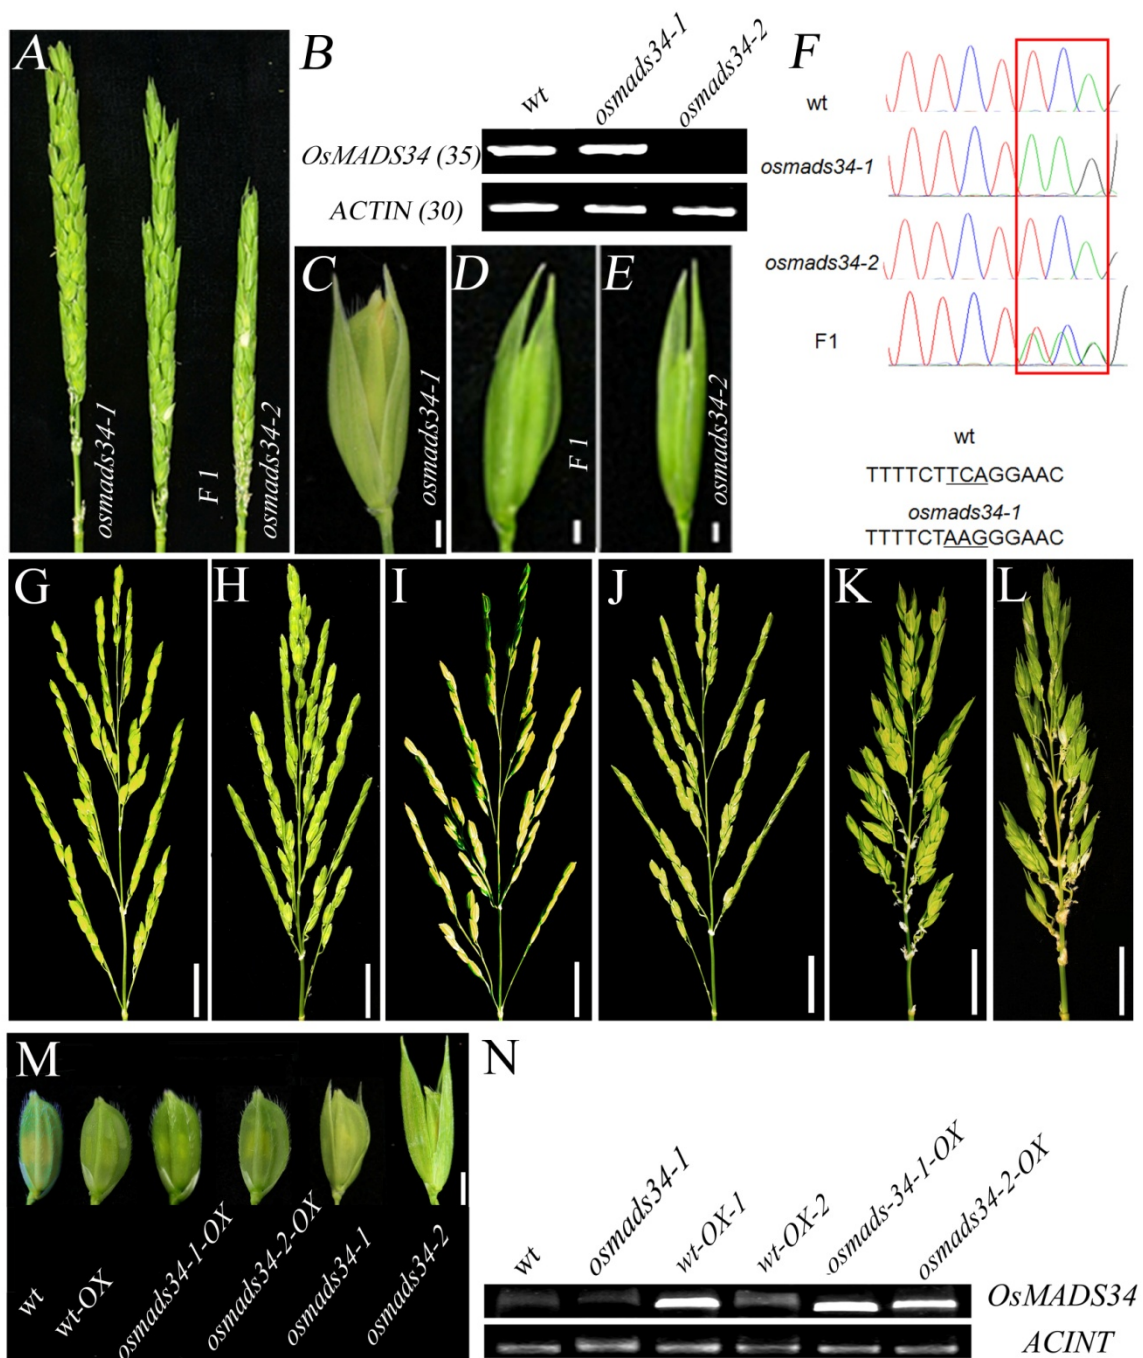 A
osmads34-1
F 1
osmads34-2
B
wt
osmads34-1
osmads34-2
OsMADS34 (35)
ACTIN (30)
C
osmads34-1
D
F 1
E
osmads34-2
F
wt
osmads34-1
osmads34-2
F1
wt
TTTTCTTCAGGAAC
osmads34-1
TTTTCTAAGGGAAC
G
H
I
J
K
L
M
wt
wt-OX
osmads34-1-OX
osmads34-2-OX
osmads34-1
osmads34-2
N
wt
osmads34-1
wt-OX-1
wt-OX-2
osmads-34-1-OX
osmads34-2-OX
OsMADS34
ACINT